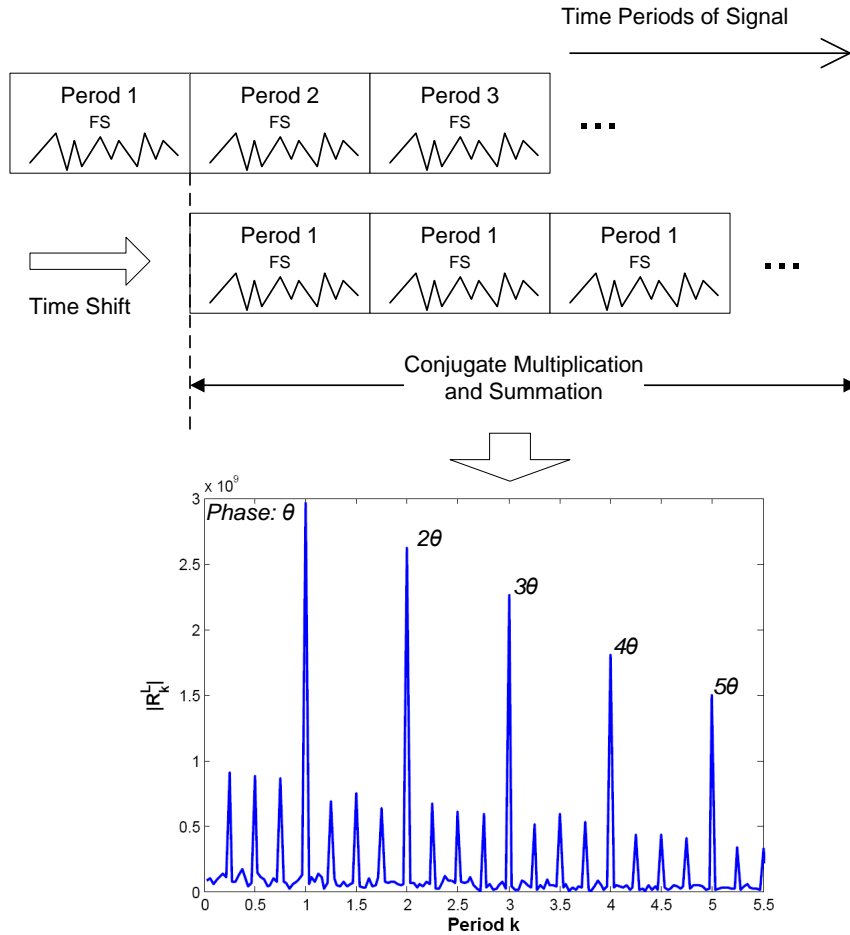 Time Periods of Signal
Perod 1
Perod 2
Perod 3
FS
FS
FS
...
Perod 1
Perod 1
Perod 1
FS
FS
FS
...
Time Shift
Conjugate Multiplication
and Summation
x 10^9
3
2.5
2
1.5
1
0.5
0
Phase: θ
2θ
3θ
4θ
5θ
|R_k^L|
0 0.5 1 1.5 2 2.5 3 3.5 4 4.5 5 5.5
Period k